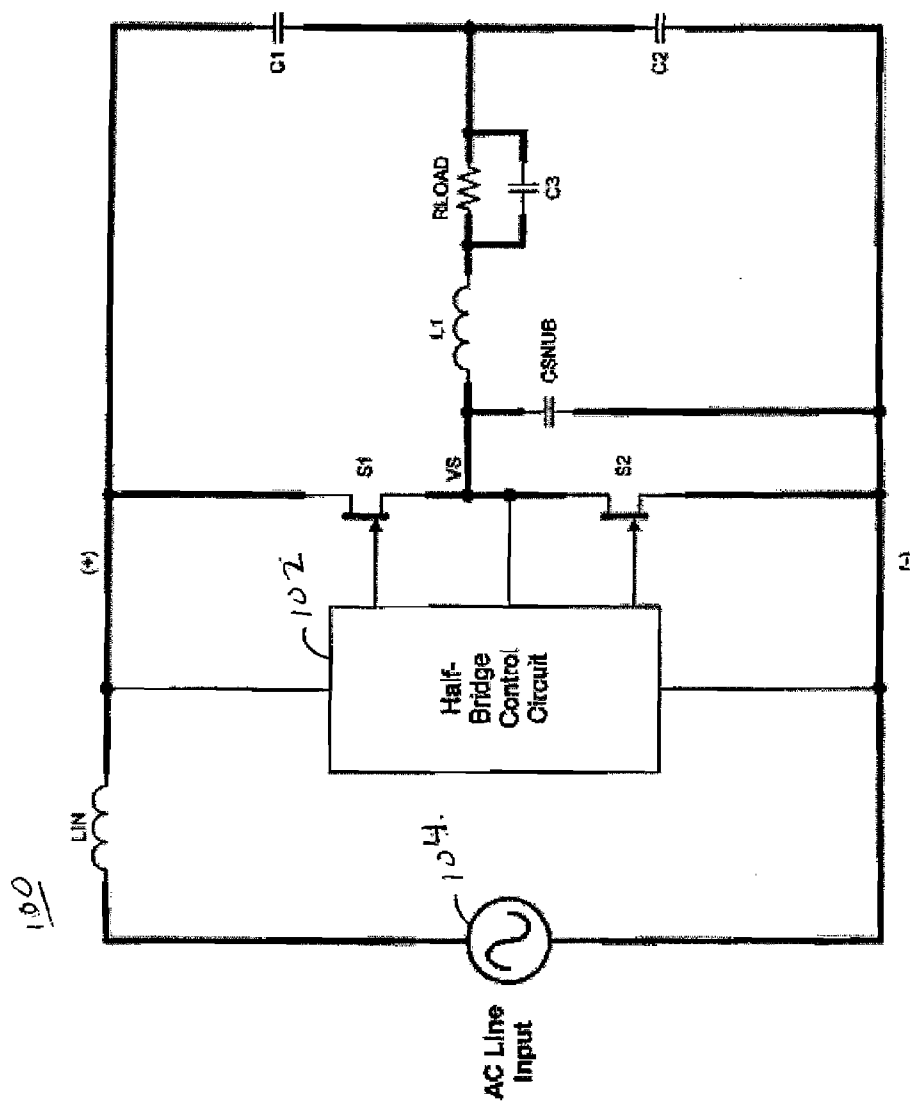 100
LIN
(+)
C1
C2
S1
VS
L1
RLOAD
C3
CSNUB
S2
102
Half-
Bridge
Control
Circuit
104
AC Line
Input
(-)